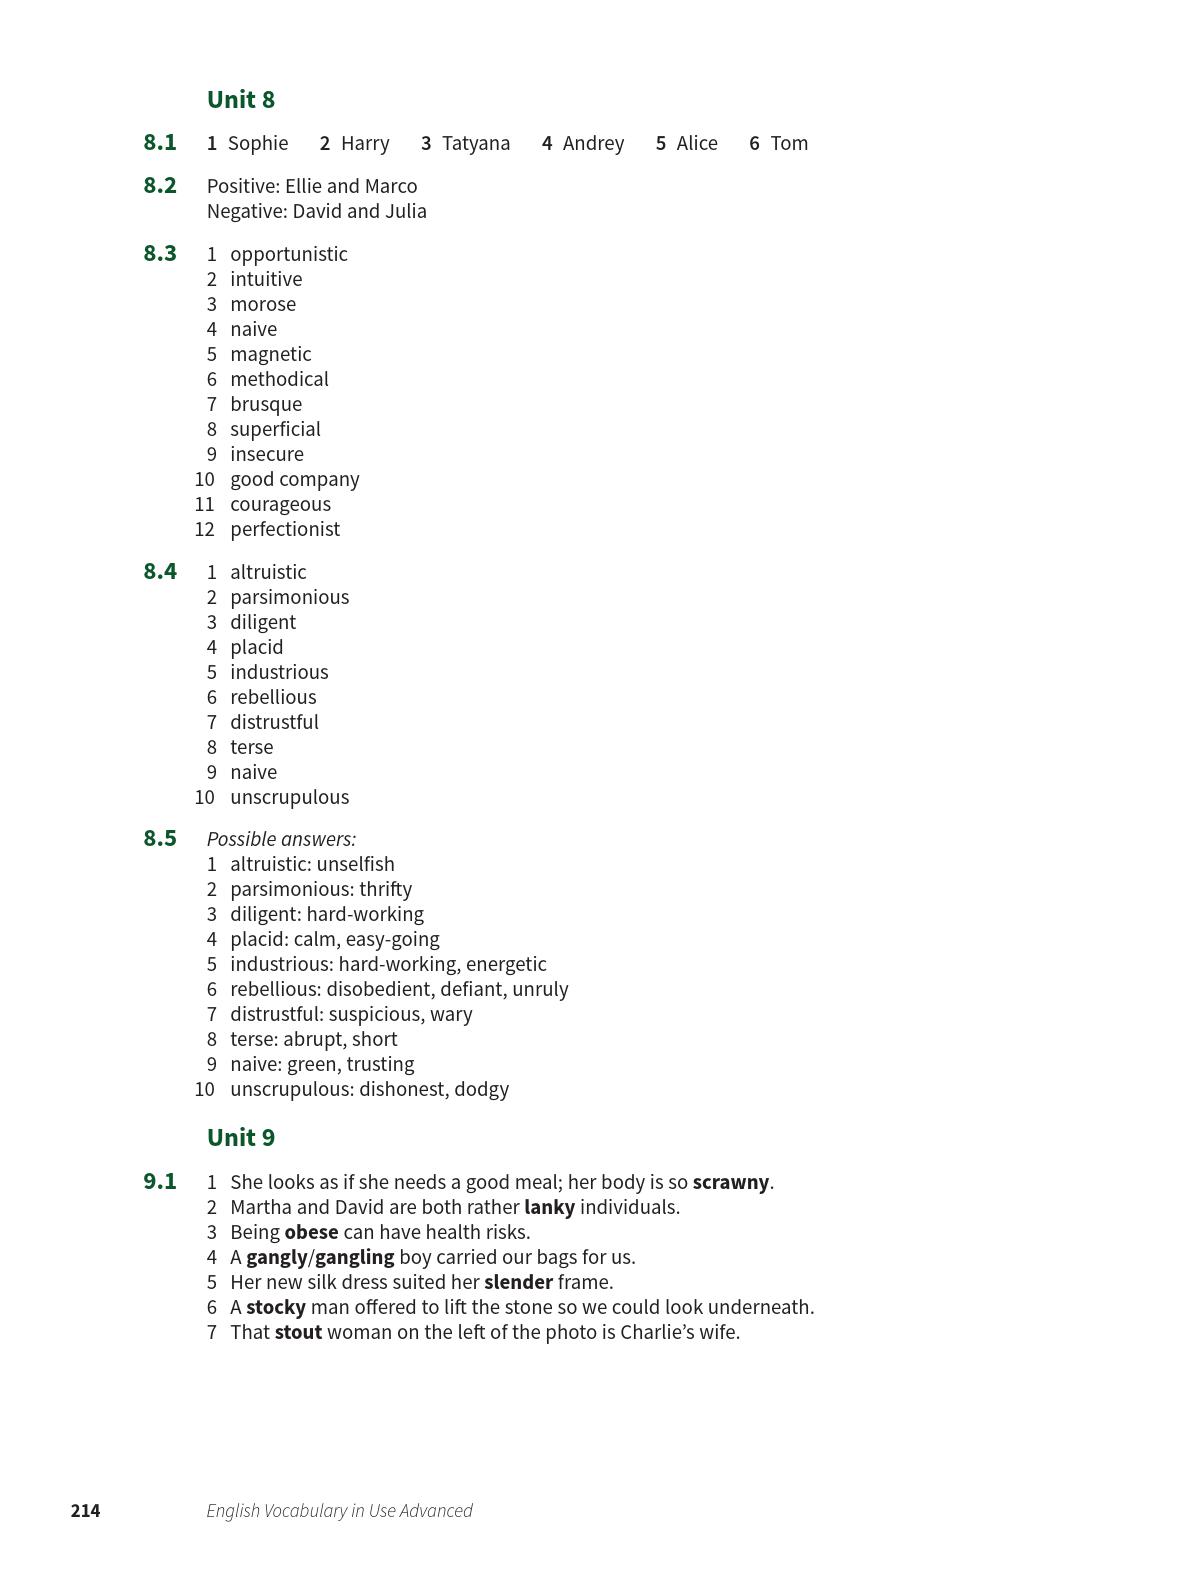 Unit 8
8.1 1 Sophie 2 Harry 3 Tatyana 4 Andrey 5 Alice 6 Tom
8.2 Positive: Ellie and Marco
Negative: David and Julia
8.3 1 opportunistic
2 intuitive
3 morose
4 naive
5 magnetic
6 methodical
7 brusque
8 superficial
9 insecure
10 good company
11 courageous
12 perfectionist
8.4 1 altruistic
2 parsimonious
3 diligent
4 placid
5 industrious
6 rebellious
7 distrustful
8 terse
9 naive
10 unscrupulous
8.5 Possible answers:
1 altruistic: unselfish
2 parsimonious: thrifty
3 diligent: hard-working
4 placid: calm, easy-going
5 industrious: hard-working, energetic
6 rebellious: disobedient, defiant, unruly
7 distrustful: suspicious, wary
8 terse: abrupt, short
9 naive: green, trusting
10 unscrupulous: dishonest, dodgy
Unit 9
9.1 1 She looks as if she needs a good meal; her body is so scrawny.
2 Martha and David are both rather lanky individuals.
3 Being obese can have health risks.
4 A gangly/gangling boy carried our bags for us.
5 Her new silk dress suited her slender frame.
6 A stocky man offered to lift the stone so we could look underneath.
7 That stout woman on the left of the photo is Charlie’s wife.
214 English Vocabulary in Use Advanced